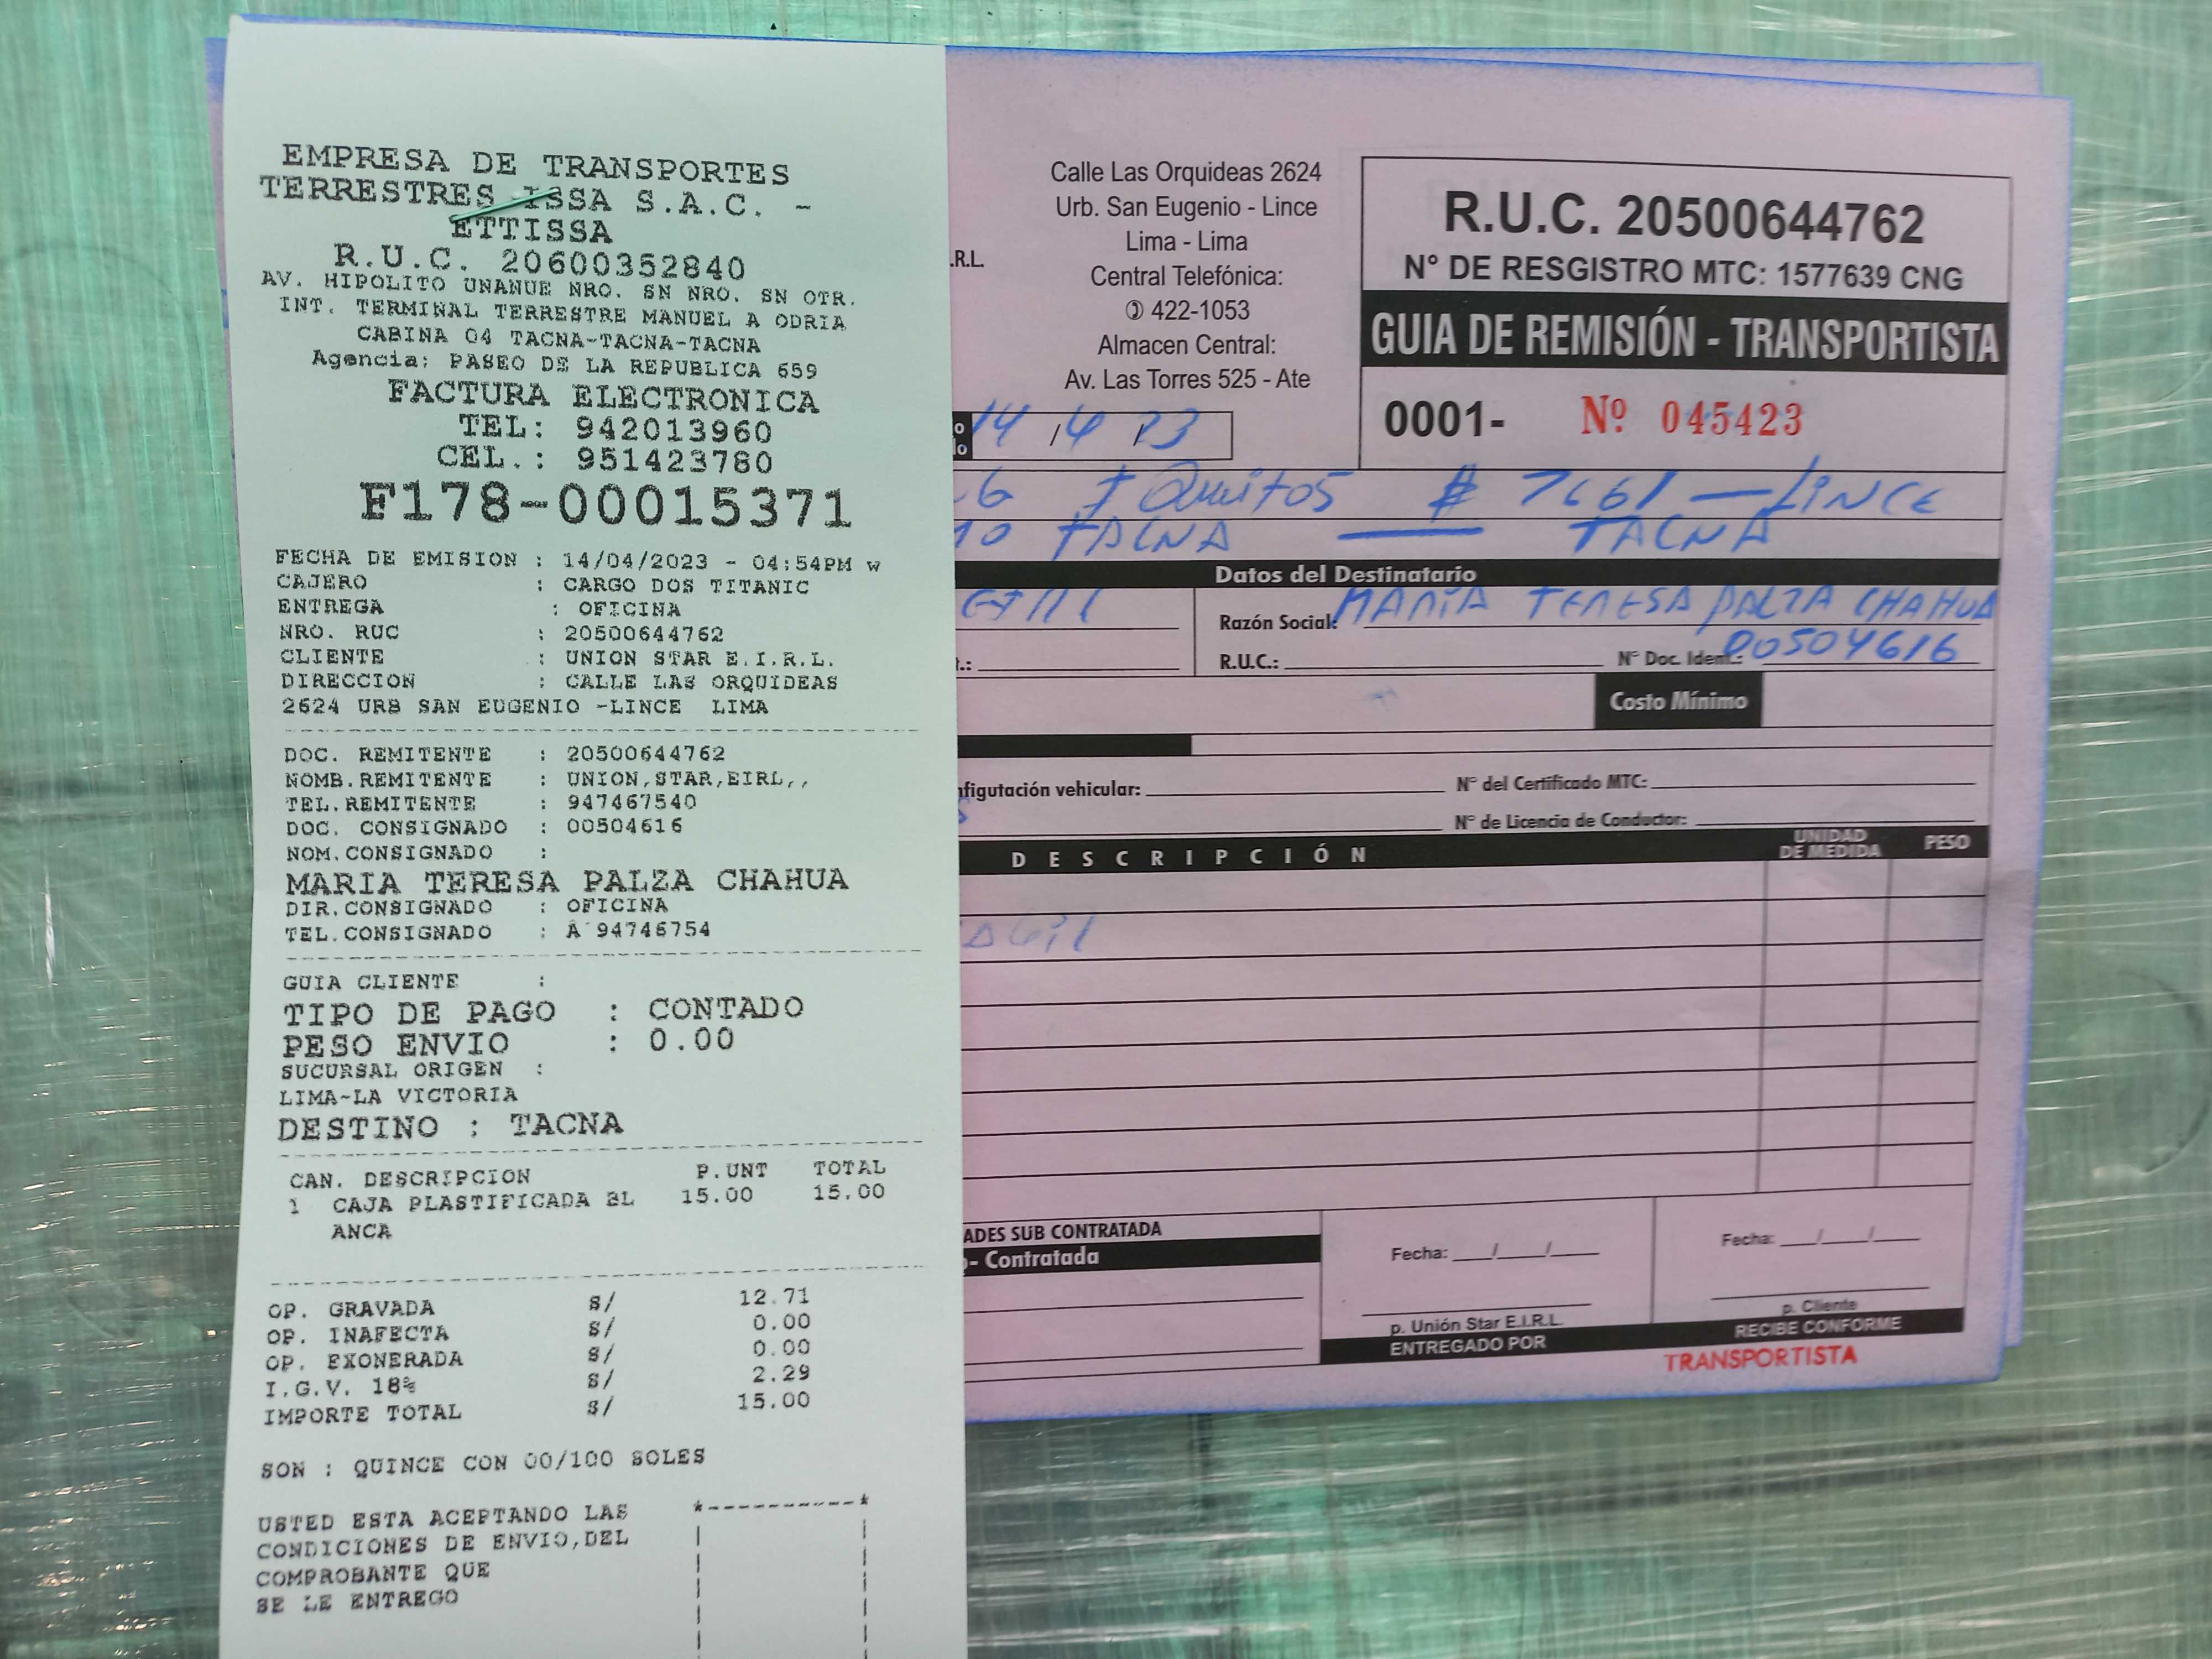 EMPRESA DE TRANSPORTES
TERRESTRES ISSA S.A.C. -
ETTISSA
R.U.C. 20600352840
AV. HIPOLITO UNANUE NRO. SN NRO. SN OTR.
INT. TERMINAL TERRESTRE MANUEL A ODRIA
CABINA 04 TACNA-TACNA-TACNA
Agencia: PASEO DE LA REPUBLICA 659
FACTURA ELECTRONICA
TEL: 942013960
CEL.: 951423780
F178-00015371
FECHA DE EMISION : 14/04/2023 - 04:54PM w
CAJERO : CARGO DOS TITANIC
ENTREGA : OFICINA
NRO. RUC : 20500644762
CLIENTE : UNION STAR E.I.R.L.
DIRECCION : CALLE LAS ORQUIDEAS
2624 URB SAN EUGENIO -LINCE LIMA
DOC. REMITENTE : 20500644762
NOMB.REMITENTE : UNION,STAR,EIRL,,
TEL.REMITENTE : 947467540
DOC. CONSIGNADO : 00504616
NOM.CONSIGNADO :
MARIA TERESA PALZA CHAHUA
DIR.CONSIGNADO : OFICINA
TEL.CONSIGNADO : A 94746754
GUIA CLIENTE :
TIPO DE PAGO : CONTADO
PESO ENVIO : 0.00
SUCURSAL ORIGEN :
LIMA-LA VICTORIA
DESTINO : TACNA
CAN. DESCRIPCION P.UNT TOTAL
1 CAJA PLASTIFICADA BL 15.00 15.00
ANCA
OP. GRAVADA S/ 12.71
OP. INAFECTA S/ 0.00
OP. EXONERADA S/ 0.00
I.G.V. 18% S/ 2.29
IMPORTE TOTAL S/ 15.00
SON : QUINCE CON 00/100 SOLES
USTED ESTA ACEPTANDO LAS
CONDICIONES DE ENVIO,DEL
COMPROBANTE QUE
SE LE ENTREGO
.R.L.
Calle Las Orquideas 2624
Urb. San Eugenio - Lince
Lima - Lima
Central Telefónica:
✆ 422-1053
Almacen Central:
Av. Las Torres 525 - Ate
R.U.C. 20500644762
N° DE RESGISTRO MTC: 1577639 CNG
GUIA DE REMISIÓN - TRANSPORTISTA
0001- Nº 045423
14 / 4 / 23
# 7661 — LINCE
TACNA — TACNA
Datos del Destinatario
Razón Social: MARIA TERESA PALZA CHAHUA
R.U.C.: N° Doc. Ident.: 00504616
Costo Mínimo
figutación vehicular: N° del Certificado MTC:
N° de Licencia de Conductor:
DESCRIPCIÓN UNIDAD DE MEDIDA PESO
ADES SUB CONTRATADA
- Contratada
Fecha: ___/___/___
p. Unión Star E.I.R.L.
ENTREGADO POR
Fecha: ___/___/___
p. Cliente
RECIBE CONFORME
TRANSPORTISTA